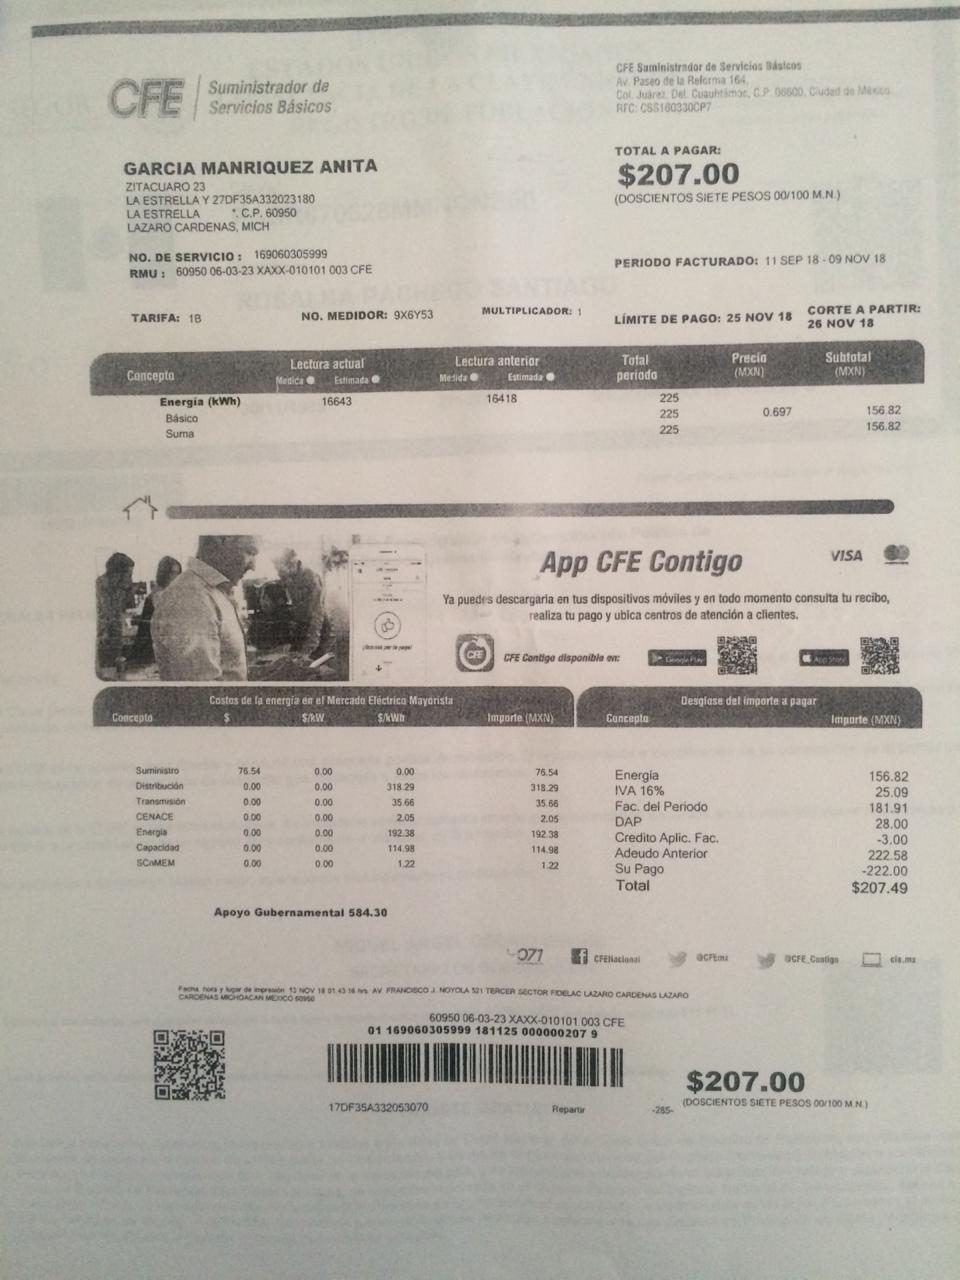 CFE Suministrador de
Servicios Básicos
CFE Suministrador de Servicios Básicos
Av. Paseo de la Reforma 164,
Col. Juárez, Del. Cuauhtémoc, C.P. 06600, Ciudad de México
RFC: CSS160330CP7
GARCIA MANRIQUEZ ANITA
ZITACUARO 23
LA ESTRELLA Y 27DF35A332023180
LA ESTRELLA *. C.P. 60950
LAZARO CARDENAS, MICH
TOTAL A PAGAR:
$207.00
(DOSCIENTOS SIETE PESOS 00/100 M.N.)
NO. DE SERVICIO : 169060305999
RMU : 60950 06-03-23 XAXX-010101 003 CFE
PERIODO FACTURADO: 11 SEP 18 - 09 NOV 18
TARIFA: 1B NO. MEDIDOR: 9X6Y53 MULTIPLICADOR: 1 LÍMITE DE PAGO: 25 NOV 18 CORTE A PARTIR:
26 NOV 18
Concepto Lectura actual Lectura anterior Total periodo Precio (MXN) Subtotal (MXN)
Medida Estimada Medida Estimada
Energía (kWh) 16643 16418 225
Básico 225 0.697 156.82
Suma 225 156.82
App CFE Contigo VISA
Ya puedes descargarla en tus dispositivos móviles y en todo momento consulta tu recibo,
realiza tu pago y ubica centros de atención a clientes.
CFE CFE Contigo disponible en: Google Play App Store
Costos de la energía en el Mercado Eléctrico Mayorista
Concepto $ $/kW $/kWh Importe (MXN)
Suministro 76.54 0.00 0.00 76.54
Distribución 0.00 0.00 318.29 318.29
Transmisión 0.00 0.00 35.66 35.66
CENACE 0.00 0.00 2.05 2.05
Energía 0.00 0.00 192.38 192.38
Capacidad 0.00 0.00 114.98 114.98
SCnMEM 0.00 0.00 1.22 1.22
Apoyo Gubernamental 584.30
Desglose del importe a pagar
Concepto Importe (MXN)
Energía 156.82
IVA 16% 25.09
Fac. del Periodo 181.91
DAP 28.00
Credito Aplic. Fac. -3.00
Adeudo Anterior 222.58
Su Pago -222.00
Total $207.49
071 CFENacional @CFEmx @CFE_Contigo cfe.mx
Fecha, hora y lugar de impresión: 13 NOV 18 01 43 16 hrs. AV. FRANCISCO J. NOYOLA 521 TERCER SECTOR FIDELAC LAZARO CARDENAS LAZARO
CARDENAS MICHOACAN MEXICO 60950
60950 06-03-23 XAXX-010101 003 CFE
01 169060305999 181125 000000207 9
17DF35A332053070 Repartir -285-
$207.00
(DOSCIENTOS SIETE PESOS 00/100 M.N.)